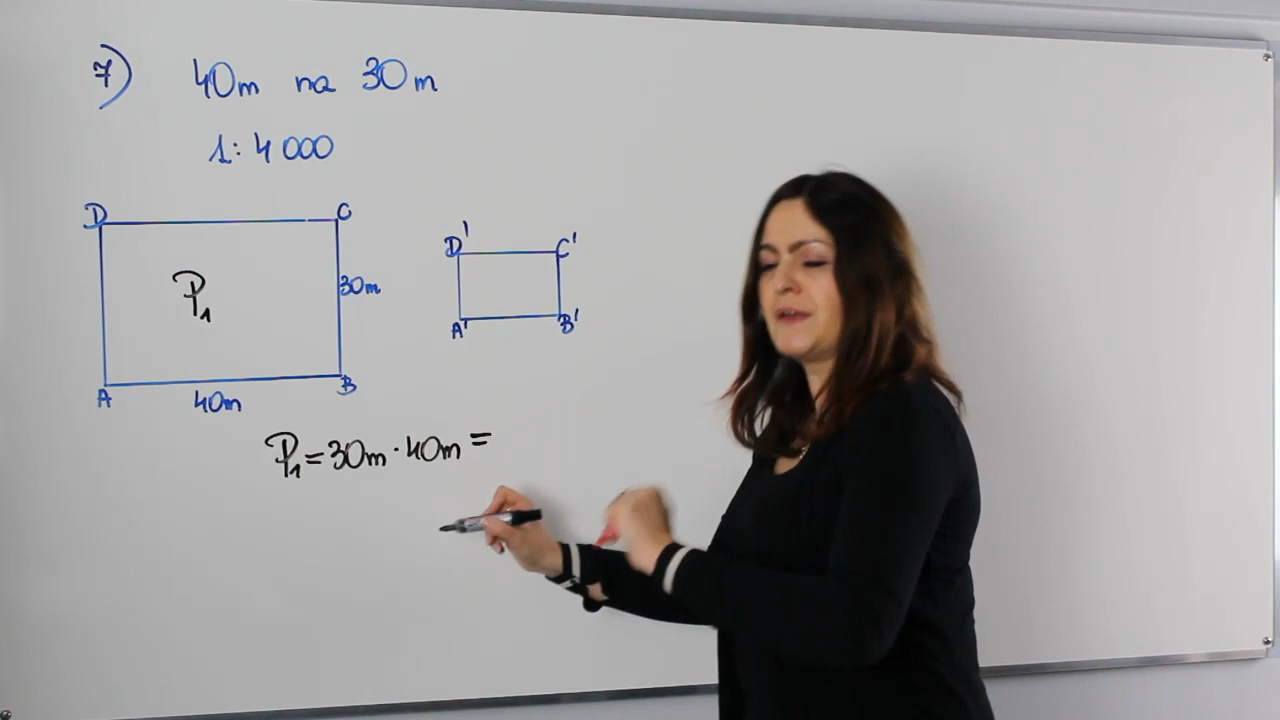 7) 40m na 30m
1:4 000
D C
P₁
30m
A B
40m
D' C'
A' B'
P₁=30m·40m=